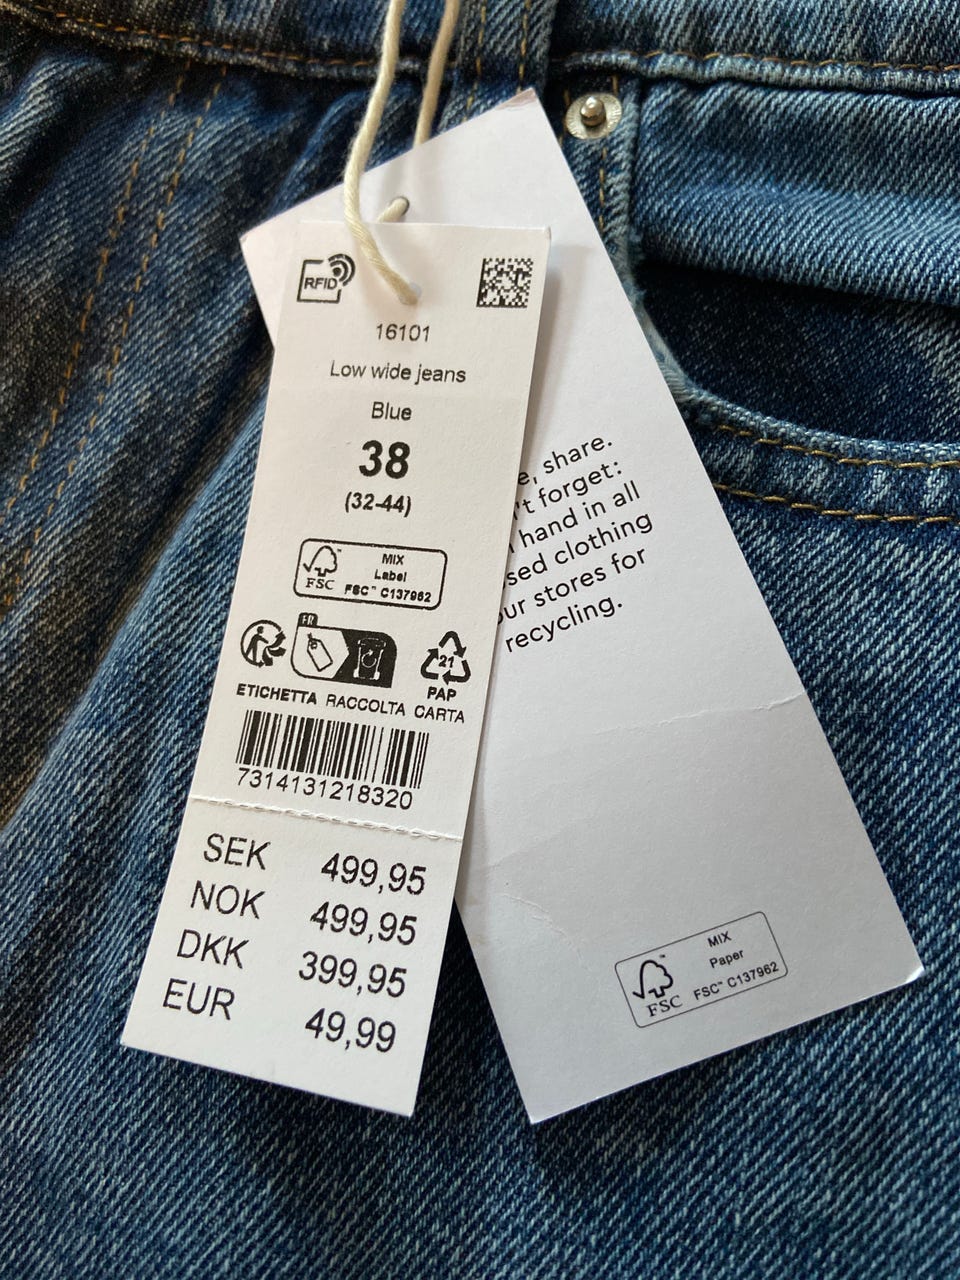 RFID
16101
Low wide jeans
Blue
38
(32-44)
FSC™
MIX
Label
FSC™ C137962
FR
21
PAP
ETICHETTA RACCOLTA CARTA
7314131218320
SEK 499,95
NOK 499,95
DKK 399,95
EUR 49,99
e, share.
't forget:
hand in all
sed clothing
ur stores for
recycling.
FSC
MIX
Paper
FSC™ C137962